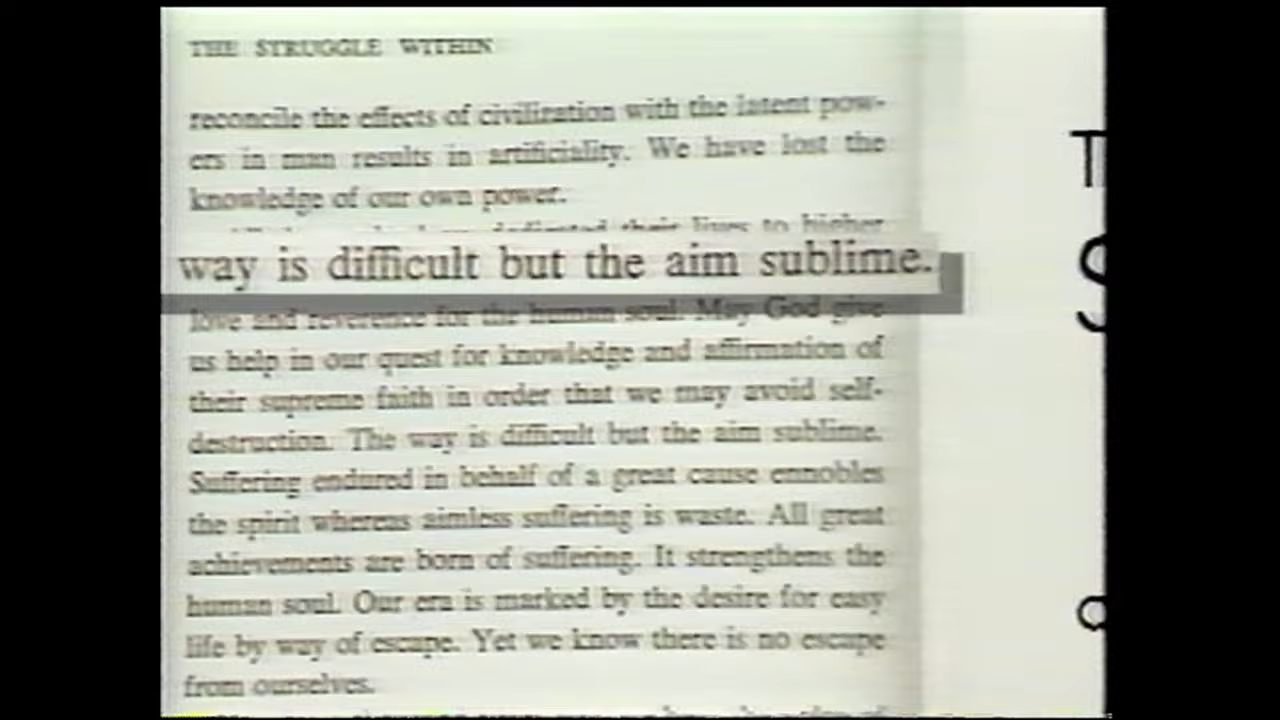 THE STRUGGLE WITHIN
reconcile the effects of civilization with the latent pow-
ers in man results in artificiality. We have lost the
knowledge of our own power.
dedicated their lives to higher
way is difficult but the aim sublime.
love and reverence for the human soul. May God give
us help in our quest for knowledge and affirmation of
their supreme faith in order that we may avoid self-
destruction. The way is difficult but the aim sublime.
Suffering endured in behalf of a great cause ennobles
the spirit whereas aimless suffering is waste. All great
achievements are born of suffering. It strengthens the
human soul. Our era is marked by the desire for easy
life by way of escape. Yet we know there is no escape
from ourselves.